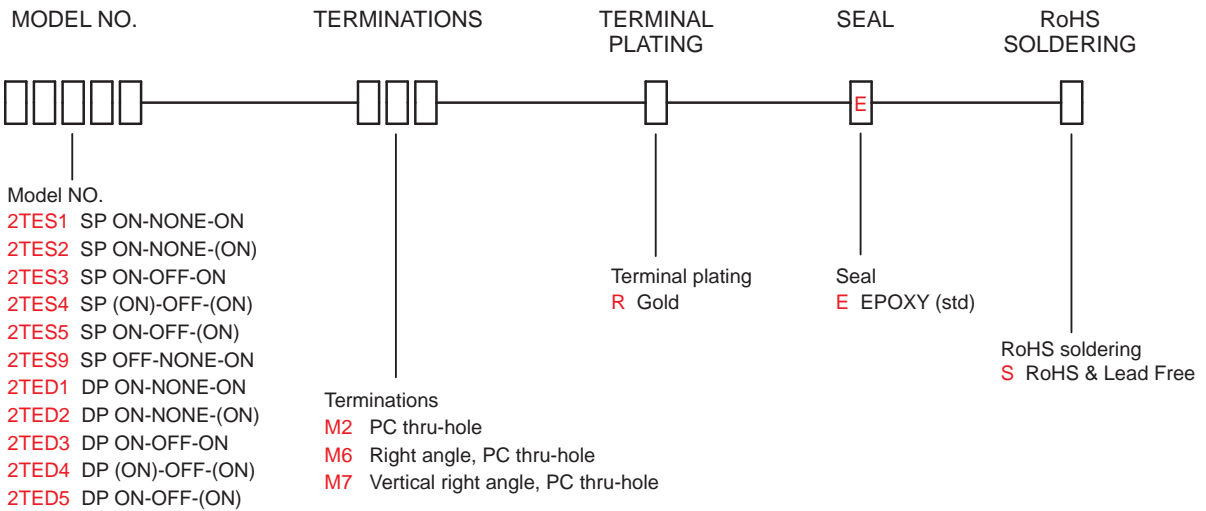 MODEL NO.
TERMINATIONS
TERMINAL
PLATING
SEAL
RoHS
SOLDERING
E
Model NO.
2TES1 SP ON-NONE-ON
2TES2 SP ON-NONE-(ON)
2TES3 SP ON-OFF-ON
2TES4 SP (ON)-OFF-(ON)
2TES5 SP ON-OFF-(ON)
2TES9 SP OFF-NONE-ON
2TED1 DP ON-NONE-ON
2TED2 DP ON-NONE-(ON)
2TED3 DP ON-OFF-ON
2TED4 DP (ON)-OFF-(ON)
2TED5 DP ON-OFF-(ON)
Terminations
M2 PC thru-hole
M6 Right angle, PC thru-hole
M7 Vertical right angle, PC thru-hole
Terminal plating
R Gold
Seal
E EPOXY (std)
RoHS soldering
S RoHS & Lead Free